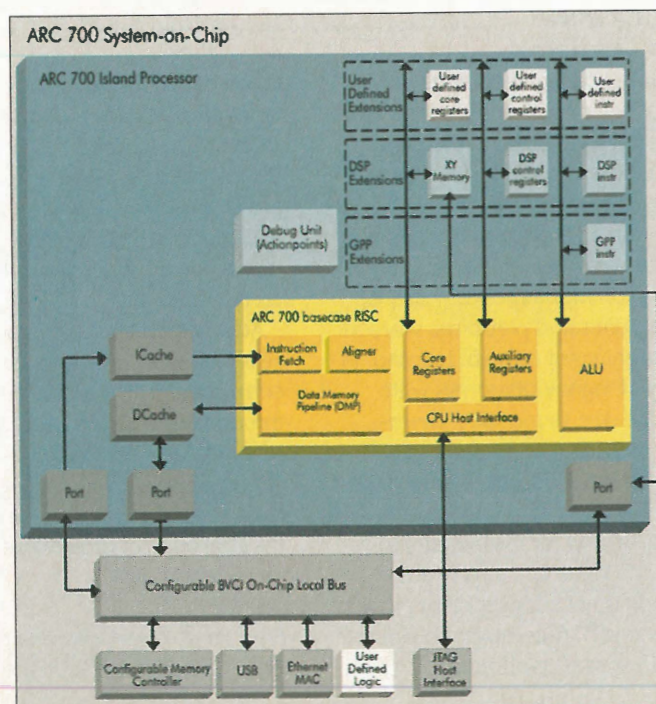 ARC 700 System-on-Chip
ARC 700 Island Processor
User
Defined
Extensions
User
defined
core
registers
User
defined
control
registers
User
defined
instr
DSP
Extensions
XY
Memory
DSP
control
registers
DSP
instr
Debug Unit
(Actionpoints)
GPP
Extensions
GPP
instr
ARC 700 basecase RISC
ICache
Instruction
Fetch
Aligner
Core
Registers
Auxiliary
Registers
ALU
DCache
Data Memory
Pipeline (DMP)
CPU Host Interface
Port
Port
Port
Configurable BVCI On-Chip Local Bus
Configurable Memory
Controller
USB
Ethernet
MAC
User
Defined
Logic
JTAG
Host
Interface